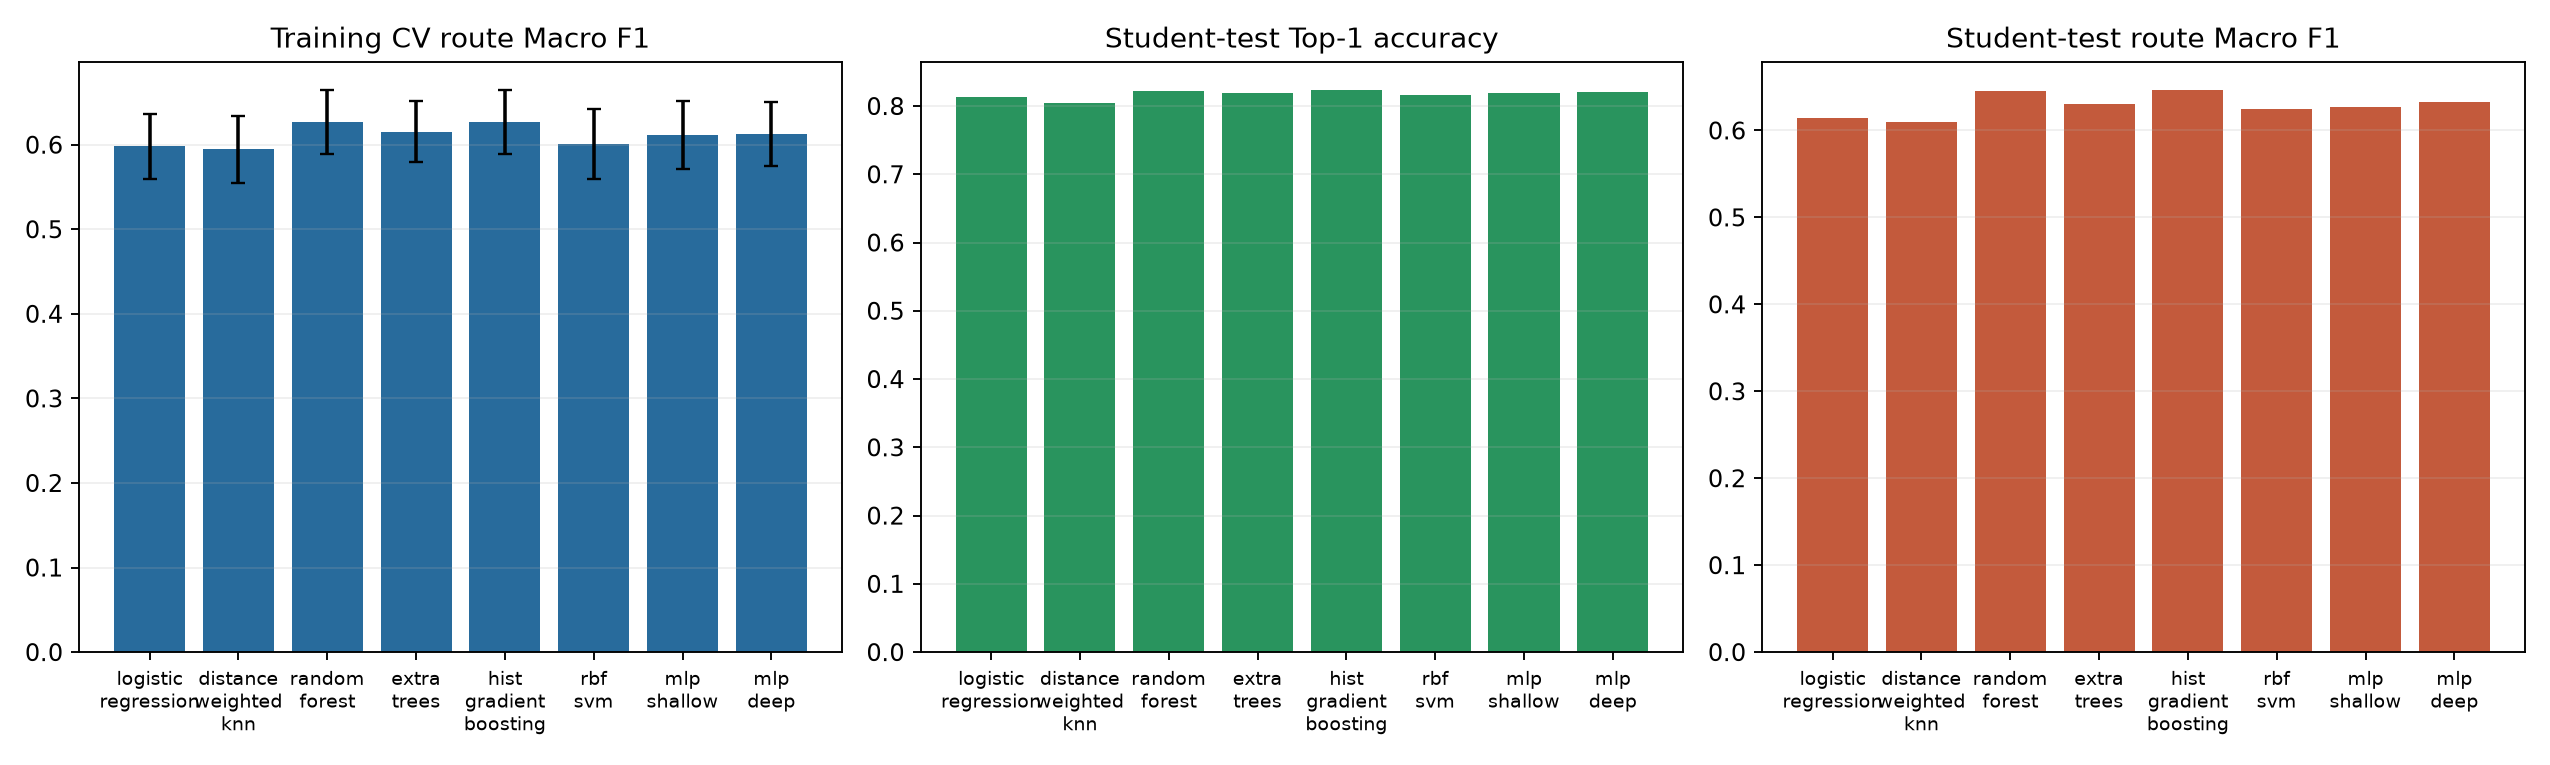 Training CV route Macro F1
0.6
0.5
0.4
0.3
0.2
0.1
0.0
logistic
regression
distance
weighted
knn
random
forest
extra
trees
hist
gradient
boosting
rbf
svm
mlp
shallow
mlp
deep
Student-test Top-1 accuracy
0.8
0.7
0.6
0.5
0.4
0.3
0.2
0.1
0.0
logistic
regression
distance
weighted
knn
random
forest
extra
trees
hist
gradient
boosting
rbf
svm
mlp
shallow
mlp
deep
Student-test route Macro F1
0.6
0.5
0.4
0.3
0.2
0.1
0.0
logistic
regression
distance
weighted
knn
random
forest
extra
trees
hist
gradient
boosting
rbf
svm
mlp
shallow
mlp
deep